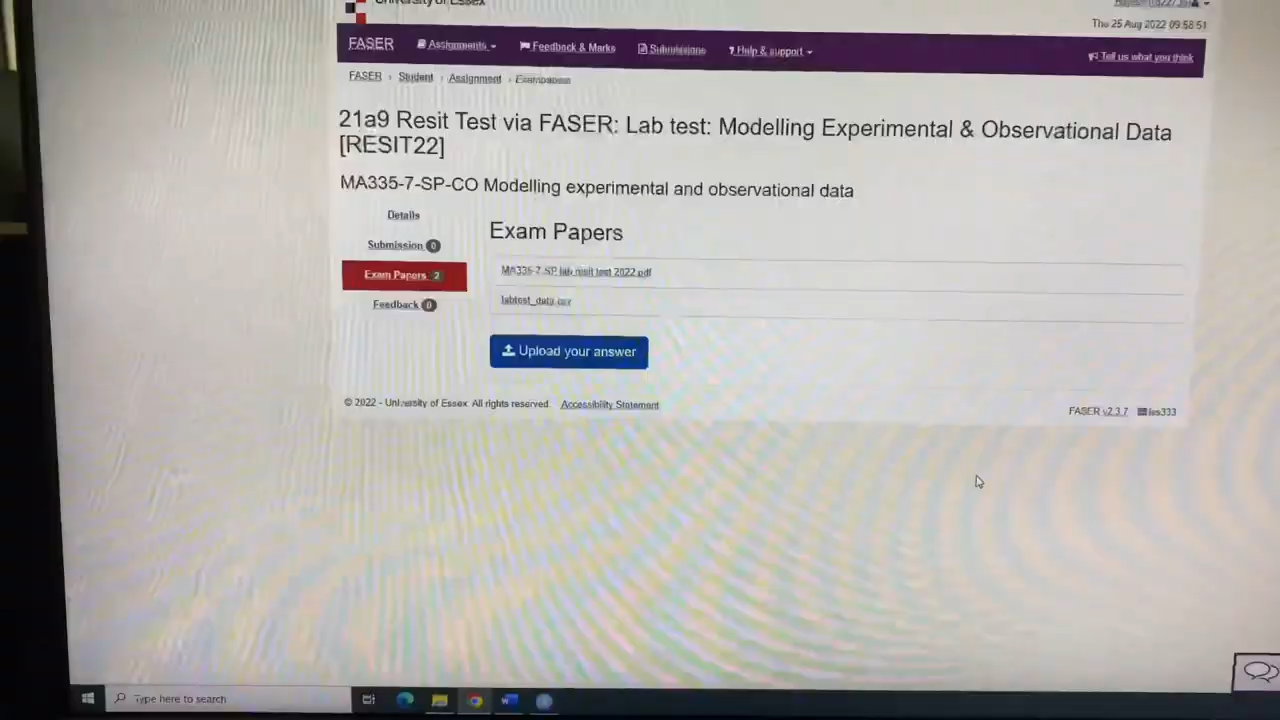 University of Essex
Thu 25 Aug 2022 09:58:51
FASER Assignments Feedback & Marks Submissions ? Help & support Tell us what you think
FASER › Student › Assignment › Exampapers
21a9 Resit Test via FASER: Lab test: Modelling Experimental & Observational Data
[RESIT22]
MA335-7-SP-CO Modelling experimental and observational data
Details
Submission 0
Exam Papers 2
Feedback 0
Exam Papers
MA335-7-SP lab resit test 2022.pdf
labtest_data.csv
Upload your answer
© 2022 - University of Essex. All rights reserved. Accessibility Statement
FASER v2.3.7 les333
Type here to search